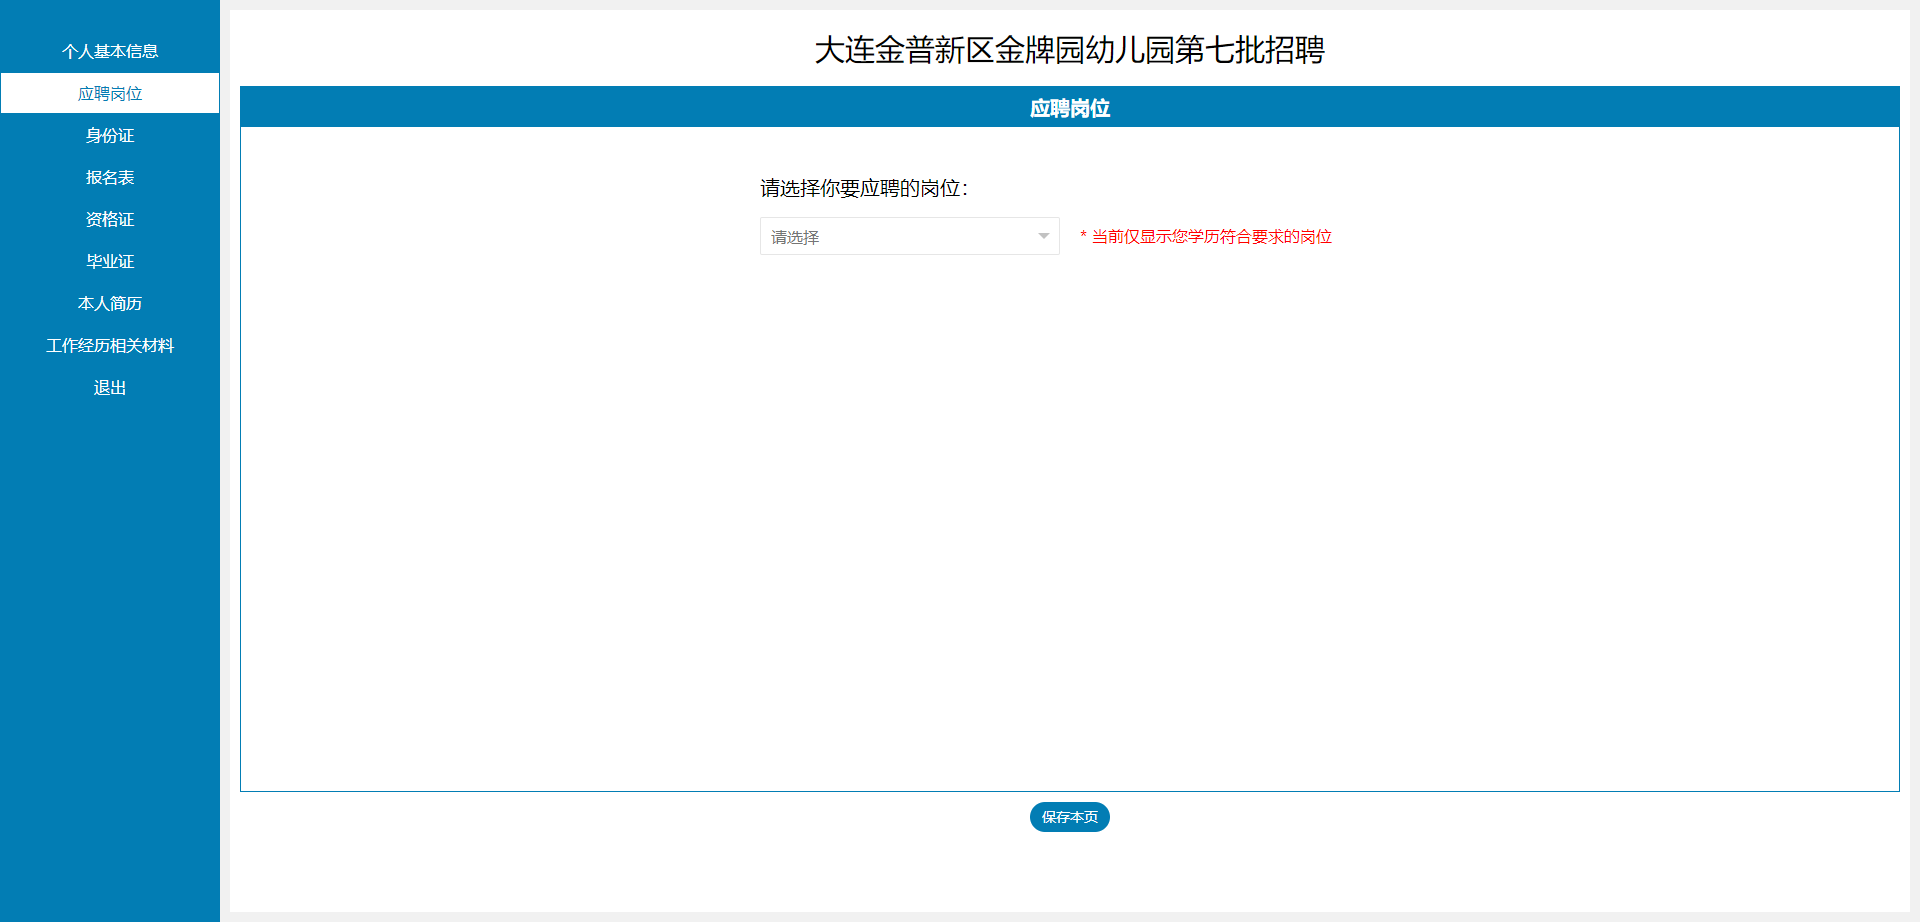 个人基本信息
应聘岗位
身份证
报名表
资格证
毕业证
本人简历
工作经历相关材料
退出
大连金普新区金牌园幼儿园第七批招聘
应聘岗位
请选择你要应聘的岗位：
请选择
* 当前仅显示您学历符合要求的岗位
保存本页